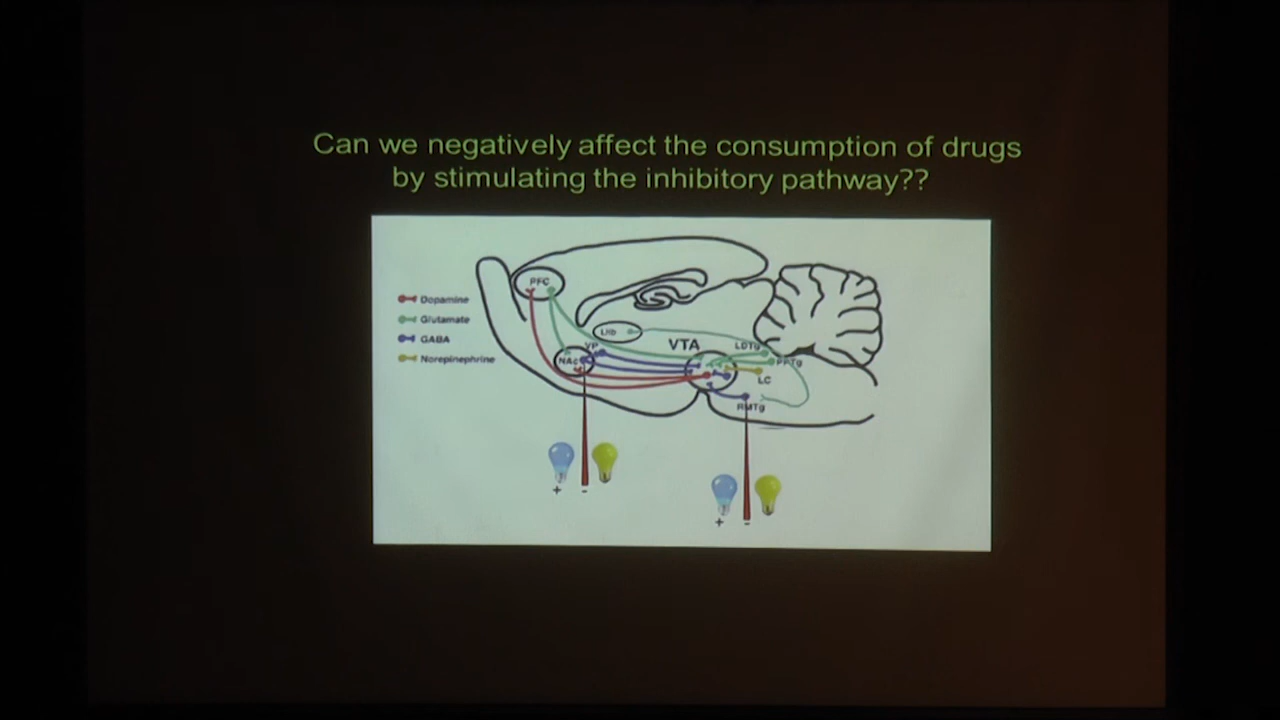 Can we negatively affect the consumption of drugs
by stimulating the inhibitory pathway??
PFC
Dopamine
Glutamate
GABA
Norepinephrine
LHb
VP
VTA
LDTg
NAc
PPTg
LC
RMTg
+ -
+ -